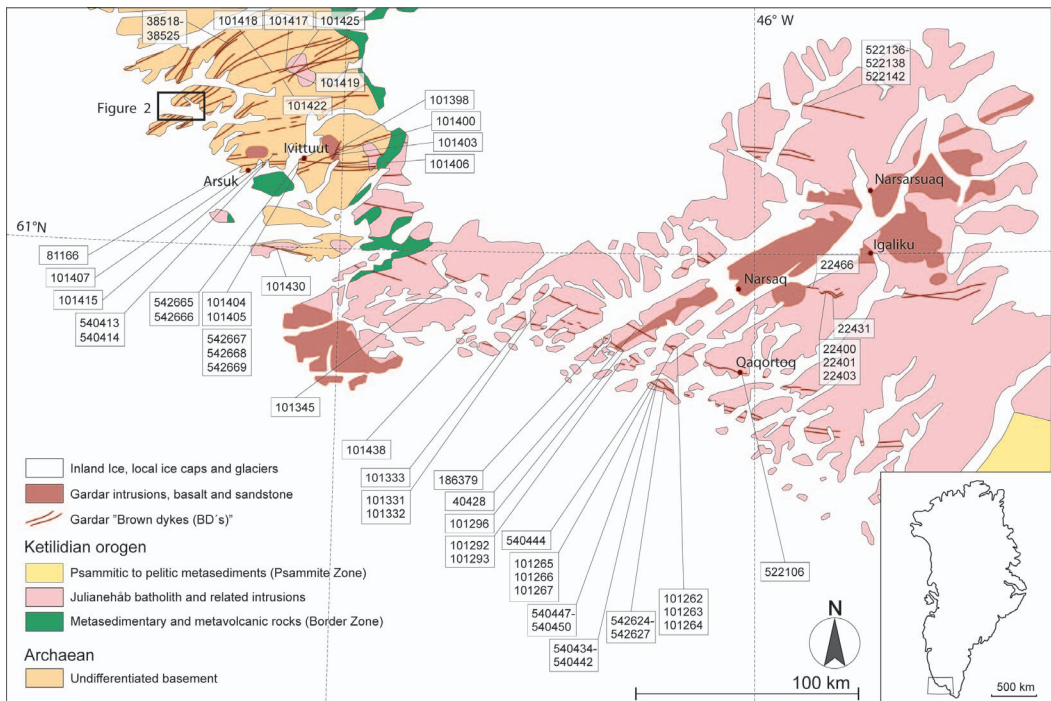 38518-
38525
101418
101417
101425
46° W
522136-
522138
522142
101419
Figure 2
101422
101398
101400
101403
101406
Ivittuut
Arsuk
Narsarsuaq
61°N
81166
101407
101415
540413
540414
542665
542666
101404
101405
542667
542668
542669
101430
22466
Igaliku
Narsaq
22431
22400
22401
22403
Qaqortoq
101345
101438
101333
101331
101332
186379
40428
101296
101292
101293
540444
101265
101266
101267
540447-
540450
540434-
540442
542624-
542627
101262
101263
101264
522106
Inland Ice, local ice caps and glaciers
Gardar intrusions, basalt and sandstone
Gardar "Brown dykes (BD´s)"
Ketilidian orogen
Psammitic to pelitic metasediments (Psammite Zone)
Julianehåb batholith and related intrusions
Metasedimentary and metavolcanic rocks (Border Zone)
Archaean
Undifferentiated basement
N
100 km
500 km